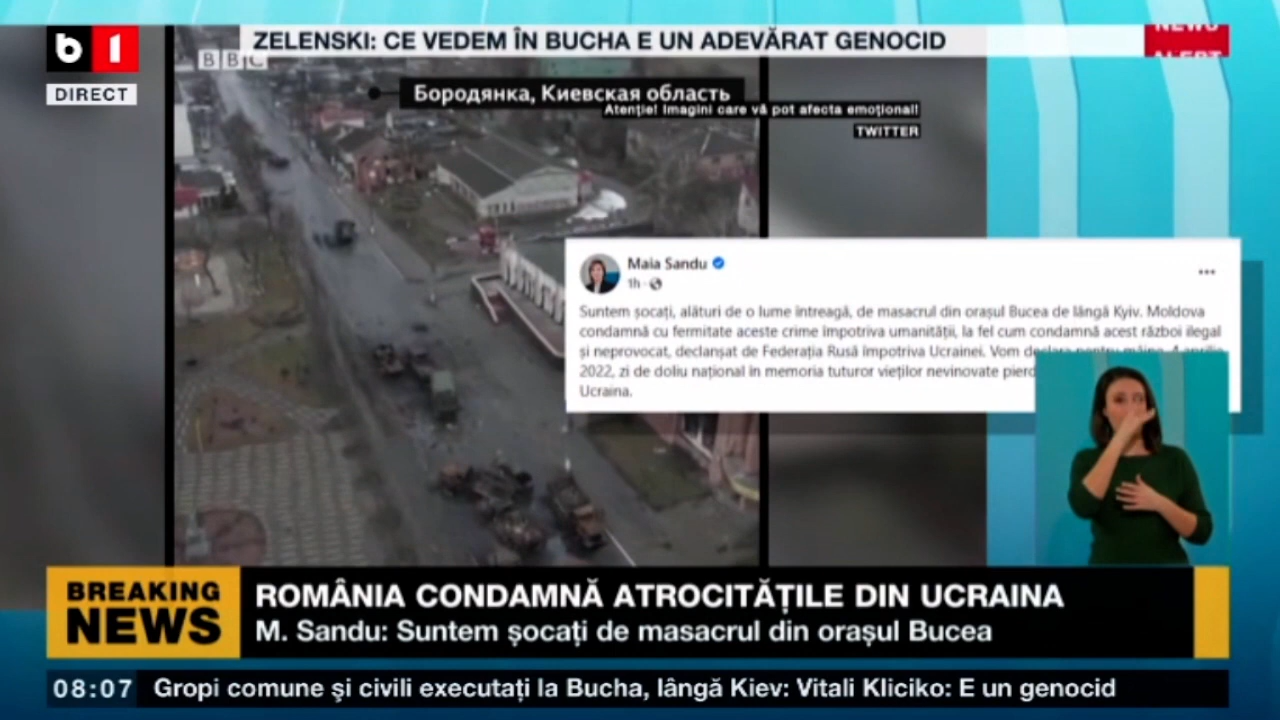 b1
DIRECT
ZELENSKI: CE VEDEM ÎN BUCHA E UN ADEVĂRAT GENOCID
NEWS
ALERT
BBC
Бородянка, Киевская область
Atenție! Imagini care vă pot afecta emoțional!
TWITTER
Maia Sandu
1h
Suntem șocați, alături de o lume întreagă, de masacrul din orașul Bucea de lângă Kyiv. Moldova
condamnă cu fermitate aceste crime împotriva umanității, la fel cum condamnă acest război ilegal
și neprovocat, declanșat de Federația Rusă împotriva Ucrainei. Vom declara pentru mâine, 4 aprilie
2022, zi de doliu național în memoria tuturor vieților nevinovate
Ucraina.
BREAKING
NEWS
ROMÂNIA CONDAMNĂ ATROCITĂȚILE DIN UCRAINA
M. Sandu: Suntem șocați de masacrul din orașul Bucea
08:07 Gropi comune şi civili executați la Bucha, lângă Kiev: Vitali Kliciko: E un genocid